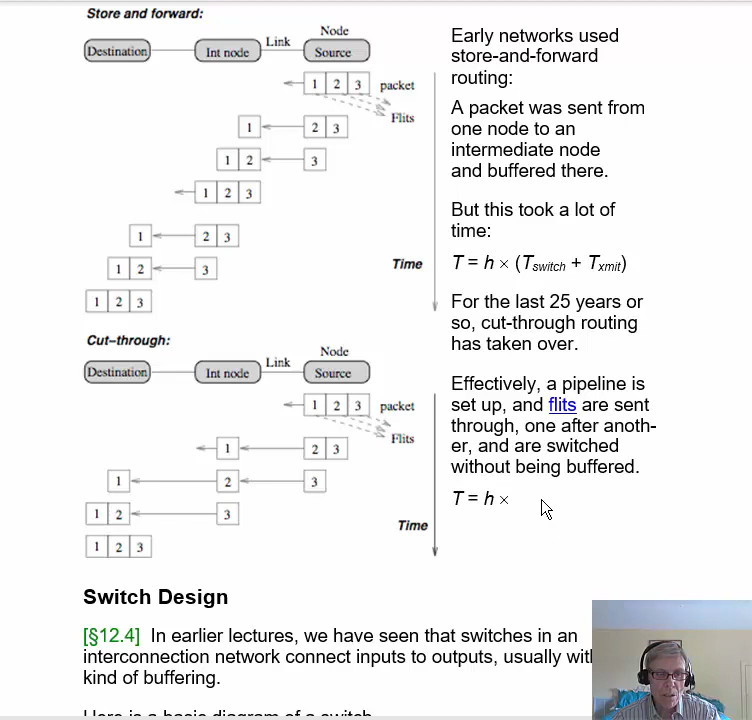 Store and forward:
Node
Link
Destination
Int node
Source
1 2 3 packet
Flits
1 2 3
1 2 3
1 2 3
1 2 3
1 2 3
Time
1 2 3
Cut–through:
Node
Link
Destination
Int node
Source
1 2 3 packet
Flits
1 2 3
1 2 3
1 2 3
Time
1 2 3
Early networks used
store-and-forward
routing:
A packet was sent from
one node to an
intermediate node
and buffered there.
But this took a lot of
time:
T = h × (Tswitch + Txmit)
For the last 25 years or
so, cut-through routing
has taken over.
Effectively, a pipeline is
set up, and flits are sent
through, one after anoth-
er, and are switched
without being buffered.
T = h ×
Switch Design
[§12.4] In earlier lectures, we have seen that switches in an
interconnection network connect inputs to outputs, usually
kind of buffering.
Here is a basic diagram of a switch